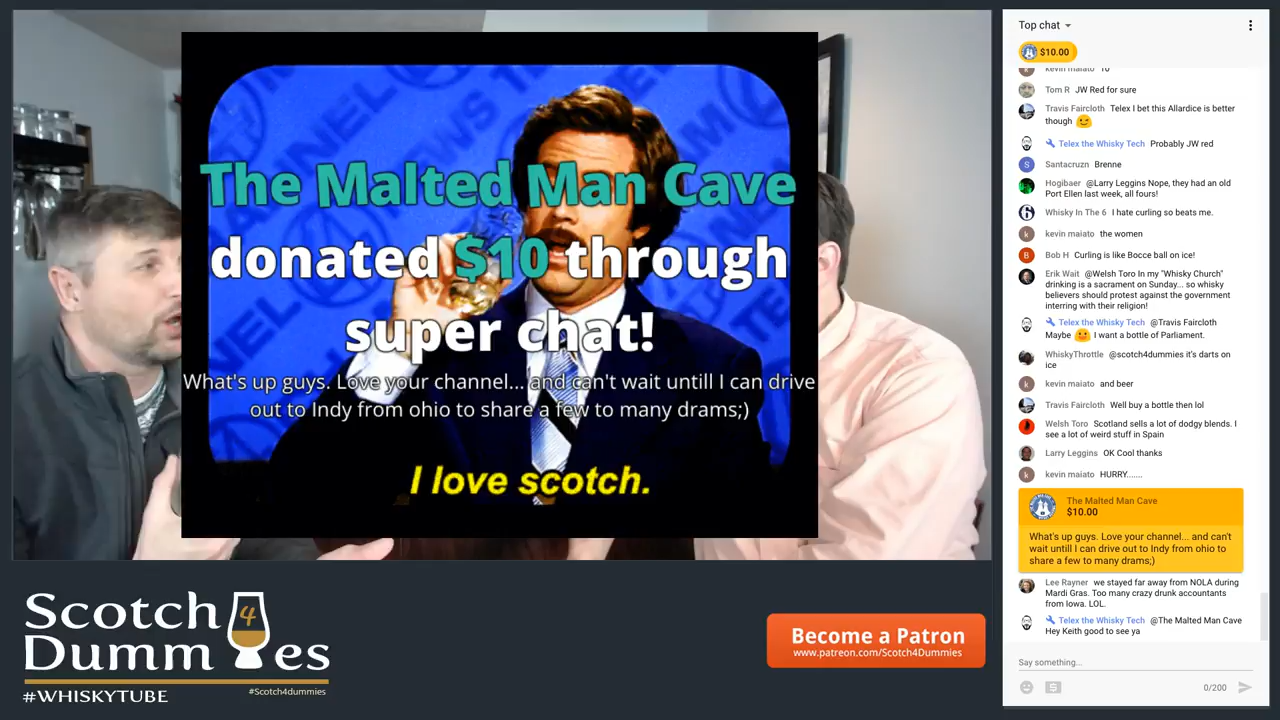 The Malted Man Cave
donated $10 through
super chat!
What's up guys. Love your channel... and can't wait untill I can drive
out to Indy from ohio to share a few to many drams;)
I love scotch.
Scotch
4
Dummies
#WHISKYTUBE
#Scotch4dummies
Become a Patron
www.patreon.com/Scotch4Dummies
Top chat
$10.00
kevin maiato 10
Tom R JW Red for sure
Travis Faircloth Telex I bet this Allardice is better
though
Telex the Whisky Tech Probably JW red
S
Santacruzn Brenne
Hogibaer @Larry Leggins Nope, they had an old
Port Ellen last week, all fours!
6
Whisky In The 6 I hate curling so beats me.
k
kevin maiato the women
B
Bob H Curling is like Bocce ball on ice!
Erik Wait @Welsh Toro In my "Whisky Church"
drinking is a sacrament on Sunday... so whisky
believers should protest against the government
interring with their religion!
Telex the Whisky Tech @Travis Faircloth
Maybe I want a bottle of Parliament.
WhiskyThrottle @scotch4dummies it's darts on
ice
k
kevin maiato and beer
Travis Faircloth Well buy a bottle then lol
Welsh Toro Scotland sells a lot of dodgy blends. I
see a lot of weird stuff in Spain
Larry Leggins OK Cool thanks
k
kevin maiato HURRY.......
The Malted Man Cave
$10.00
What's up guys. Love your channel... and can't
wait untill I can drive out to Indy from ohio to
share a few to many drams;)
Lee Rayner we stayed far away from NOLA during
Mardi Gras. Too many crazy drunk accountants
from Iowa. LOL.
Telex the Whisky Tech @The Malted Man Cave
Hey Keith good to see ya
Say something...
0/200